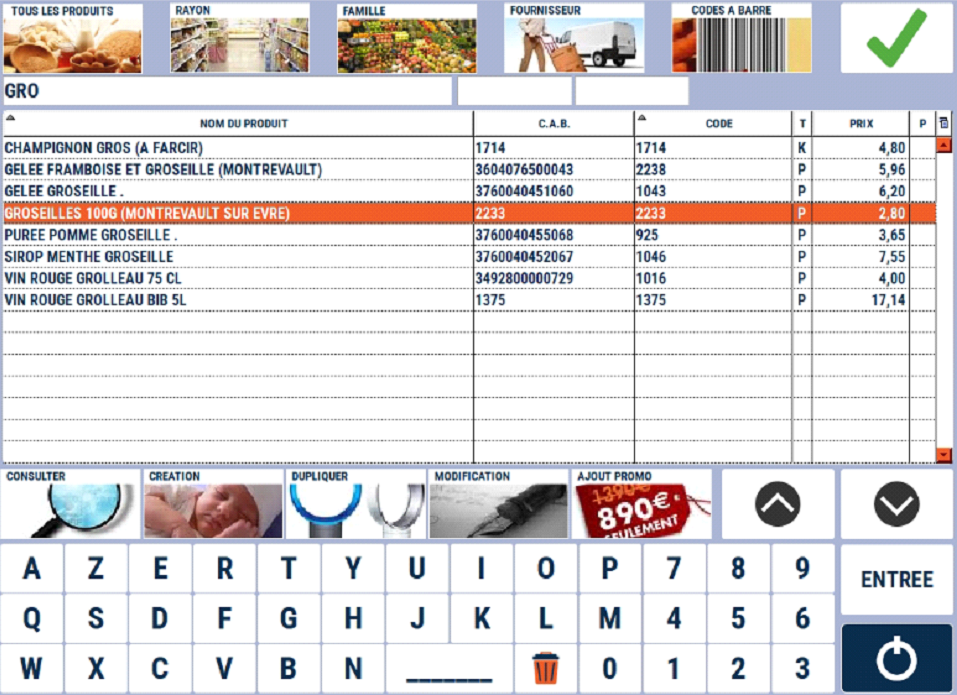 TOUS LES PRODUITS RAYON FAMILLE FOURNISSEUR CODES A BARRE
GRO
NOM DU PRODUIT C.A.B. CODE T PRIX P
CHAMPIGNON GROS (A FARCIR) 1714 1714 K 4,80
GELEE FRAMBOISE ET GROSEILLE (MONTREVAULT) 3604076500043 2238 P 5,96
GELEE GROSEILLE . 3760040451060 1043 P 6,20
GROSEILLES 100G (MONTREVAULT SUR EVRE) 2233 2233 P 2,80
PUREE POMME GROSEILLE . 3760040455068 925 P 3,65
SIROP MENTHE GROSEILLE 3760040452067 1046 P 7,55
VIN ROUGE GROLLEAU 75 CL 3492800000729 1016 P 4,00
VIN ROUGE GROLLEAU BIB 5L 1375 1375 P 17,14
CONSULTER CREATION DUPLIQUER MODIFICATION AJOUT PROMO
890€
SEULEMENT
A Z E R T Y U I O P 7 8 9 ENTREE
Q S D F G H J K L M 4 5 6
W X C V B N _______ 0 1 2 3